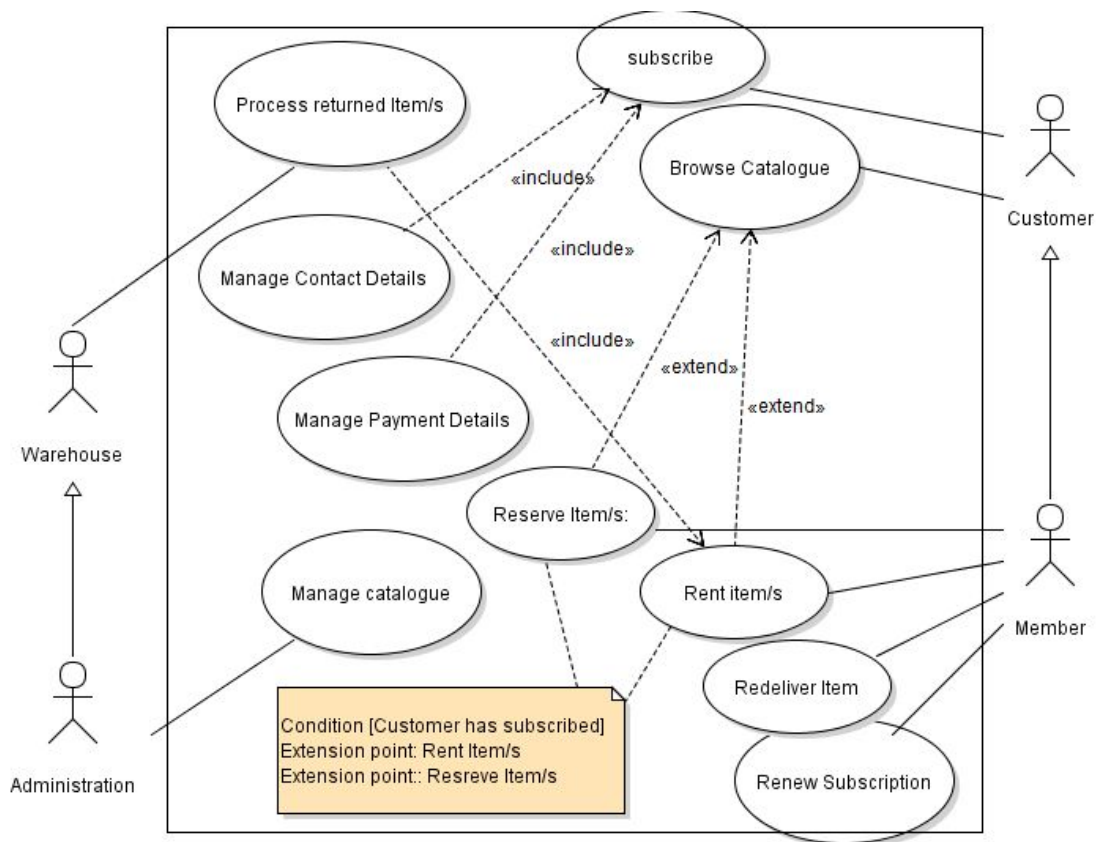 subscribe
Process returned Item/s
Browse Catalogue
«include»
Customer
Manage Contact Details
«include»
«include»
«extend»
«extend»
Manage Payment Details
Warehouse
Reserve Item/s:
Manage catalogue
Rent item/s
Member
Redeliver Item
Condition [Customer has subscribed]
Extension point: Rent Item/s
Extension point:: Resreve Item/s
Administration
Renew Subscription